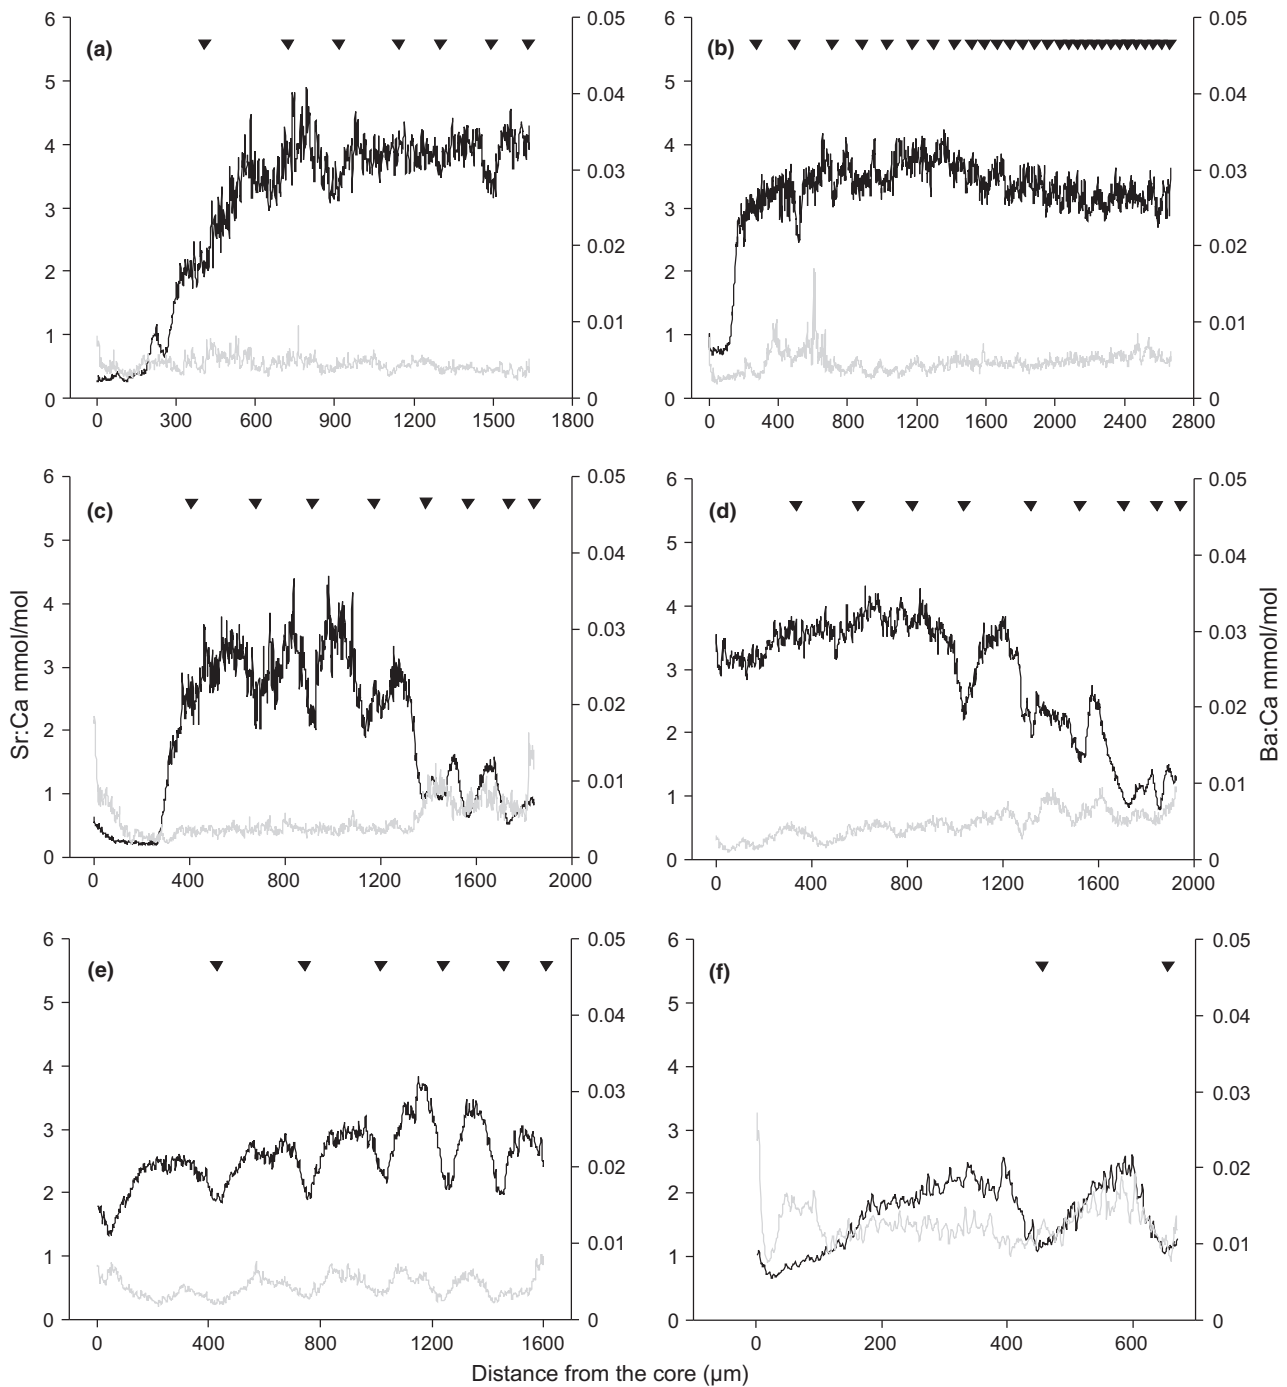 6 0.05 6 0.05
(a) (b)
5 5
0.04 0.04
4 4
0.03 0.03
3 3
0.02 0.02
2 2
0.01 0.01
1 1
0 0 0 0
0 300 600 900 1200 1500 1800 0 400 800 1200 1600 2000 2400 2800
6 0.05 6 0.05
(c) (d)
5 5
0.04 0.04
4 4
0.03 0.03
3 3
0.02 0.02
2 2
0.01 0.01
1 1
0 0 0 0
0 400 800 1200 1600 2000 0 400 800 1200 1600 2000
Sr:Ca mmol/mol
Ba:Ca mmol/mol
6 0.05 6 0.05
(e) (f)
5 5
0.04 0.04
4 4
0.03 0.03
3 3
0.02 0.02
2 2
0.01 0.01
1 1
0 0 0 0
0 400 800 1200 1600 0 200 400 600
Distance from the core (µm)